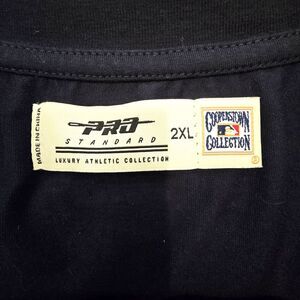 MADE IN CHINA
PRO
STANDARD
LUXURY ATHLETIC COLLECTION
2XL
COOPERSTOWN
COLLECTION
®